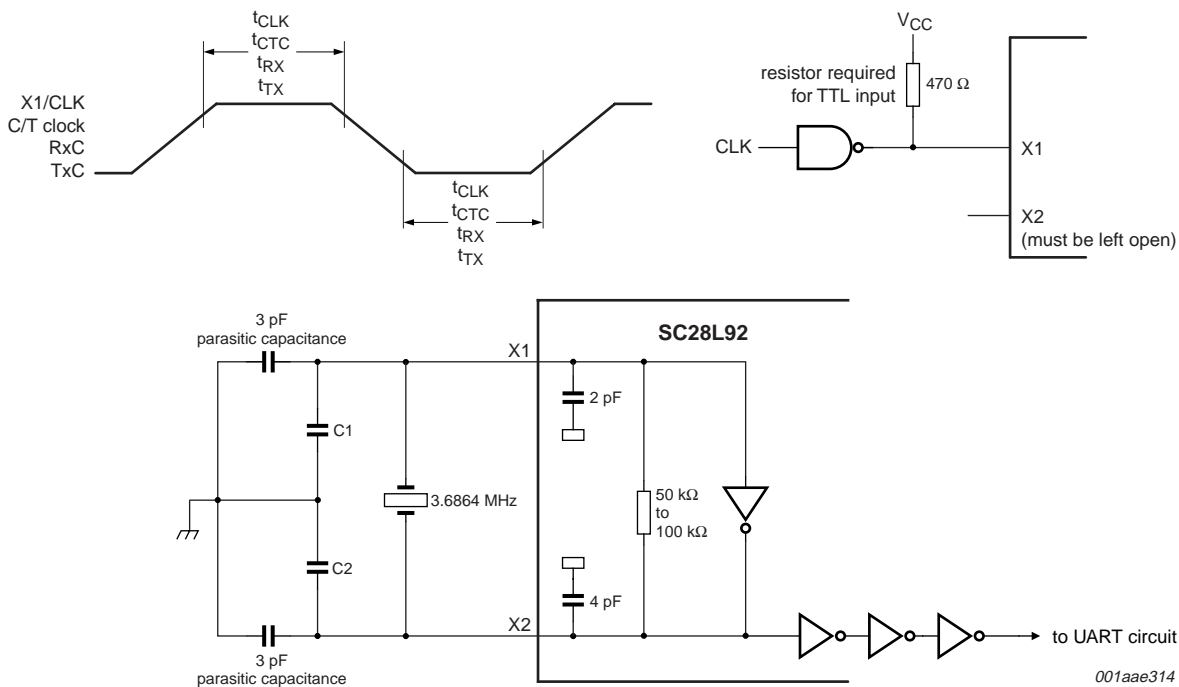 tCLK
tCTC
tRX
tTX
X1/CLK
C/T clock
RxC
TxC
tCLK
tCTC
tRX
tTX
VCC
resistor required
for TTL input
470 Ω
CLK
X1
X2
(must be left open)
3 pF
parasitic capacitance
X1
SC28L92
2 pF
C1
3.6864 MHz
50 kΩ
to
100 kΩ
C2
4 pF
X2
3 pF
parasitic capacitance
to UART circuit
001aae314